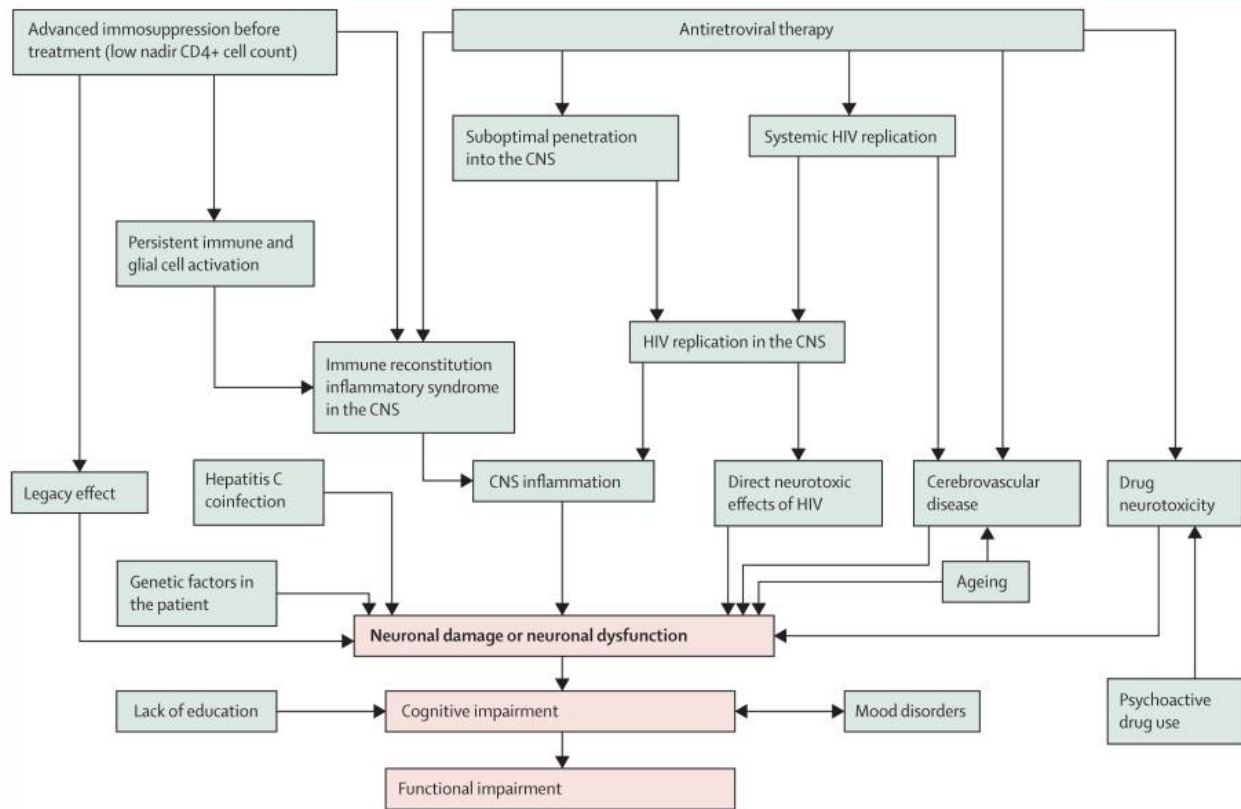 Advanced immosuppression before
treatment (low nadir CD4+ cell count)
Antiretroviral therapy
Suboptimal penetration
into the CNS
Systemic HIV replication
Persistent immune and
glial cell activation
HIV replication in the CNS
Immune reconstitution
inflammatory syndrome
in the CNS
Legacy effect
Hepatitis C
coinfection
CNS inflammation
Direct neurotoxic
effects of HIV
Cerebrovascular
disease
Drug
neurotoxicity
Genetic factors in
the patient
Ageing
Neuronal damage or neuronal dysfunction
Lack of education
Cognitive impairment
Mood disorders
Psychoactive
drug use
Functional impairment